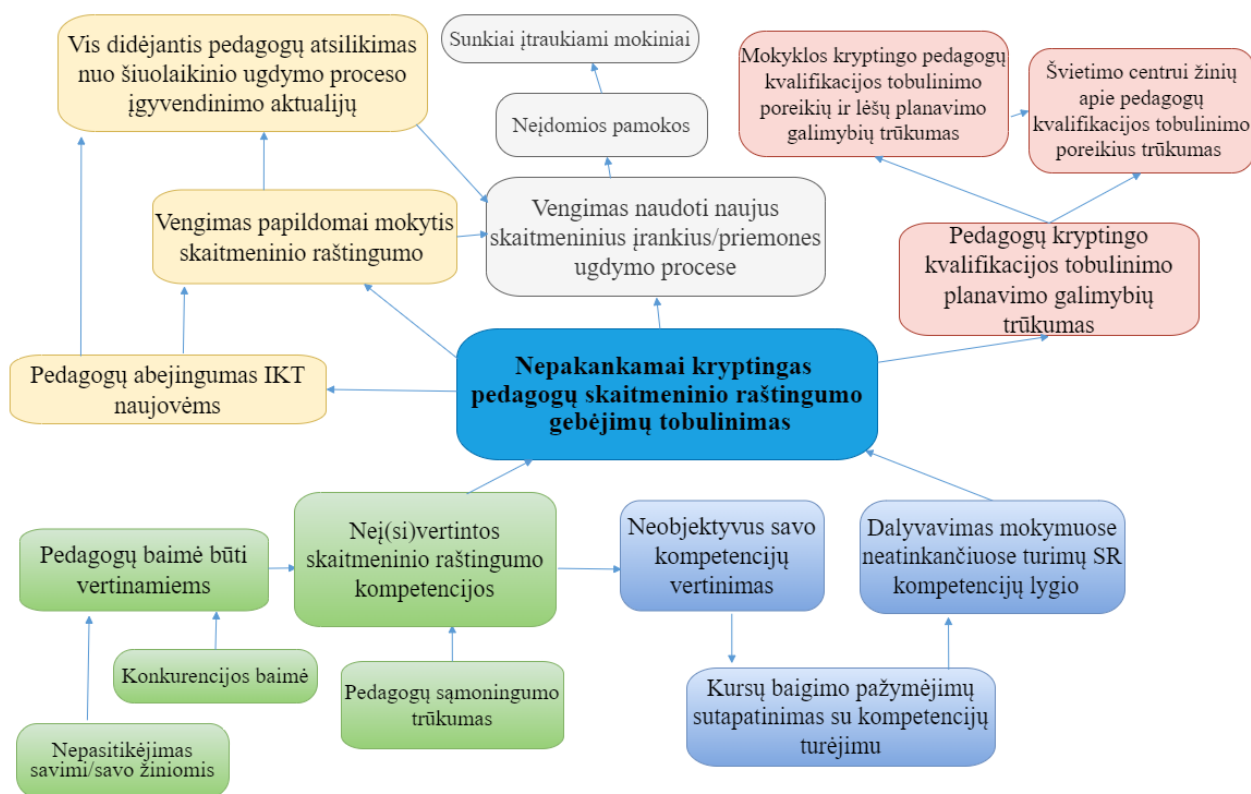 Vis didėjantis pedagogų atsilikimas
nuo šiuolaikinio ugdymo proceso
įgyvendinimo aktualijų
Sunkiai įtraukiami mokiniai
Neįdomios pamokos
Mokyklos kryptingo pedagogų
kvalifikacijos tobulinimo
poreikių ir lėšų planavimo
galimybių trūkumas
Švietimo centrui žinių
apie pedagogų
kvalifikacijos tobulinimo
poreikius trūkumas
Vengimas papildomai mokytis
skaitmeninio raštingumo
Vengimas naudoti naujus
skaitmeninius įrankius/priemones
ugdymo procese
Pedagogų kryptingo
kvalifikacijos tobulinimo
planavimo galimybių
trūkumas
Pedagogų abejingumas IKT
naujovėms
Nepakankamai kryptingas
pedagogų skaitmeninio raštingumo
gebėjimų tobulinimas
Pedagogų baimė būti
vertinamiems
Neį(si)vertintos
skaitmeninio raštingumo
kompetencijos
Neobjektyvus savo
kompetencijų
vertinimas
Dalyvavimas mokymuose
neatinkančiuose turimų SR
kompetencijų lygio
Konkurencijos baimė
Pedagogų sąmoningumo
trūkumas
Kursų baigimo pažymėjimų
sutapatinimas su kompetencijų
turėjimu
Nepasitikėjimas
savimi/savo žiniomis